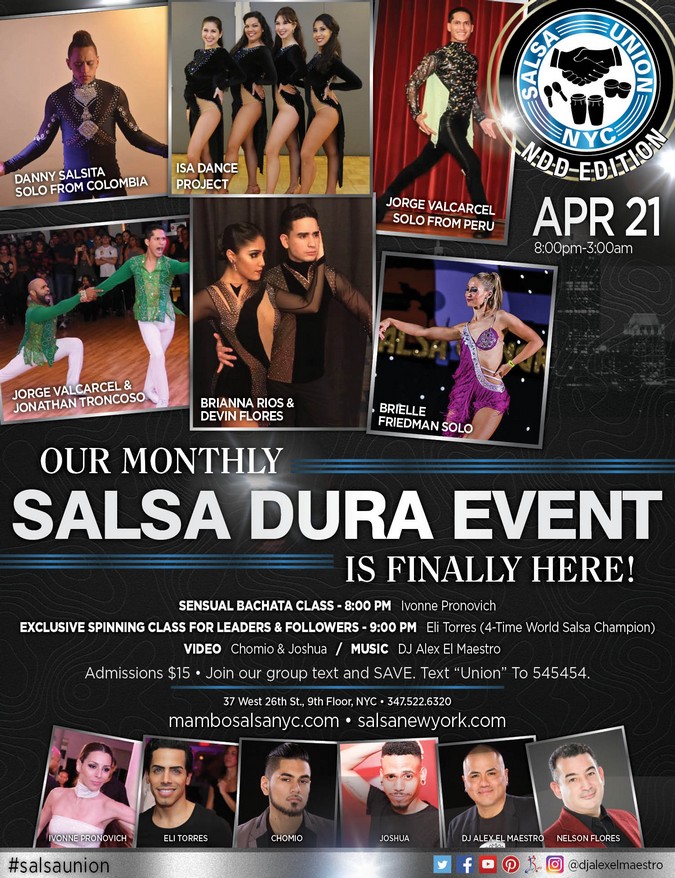 DANNY SALSITA
SOLO FROM COLOMBIA
ISA DANCE
PROJECT
JORGE VALCARCEL
SOLO FROM PERU
SALSA UNION
NYC
N.D.D EDITION
APR 21
8:00pm-3:00am
JORGE VALCARCEL &
JONATHAN TRONCOSO
BRIANNA RIOS &
DEVIN FLORES
BRIELLE
FRIEDMAN SOLO
OUR MONTHLY
SALSA DURA EVENT
IS FINALLY HERE!
SENSUAL BACHATA CLASS - 8:00 PM Ivonne Pronovich
EXCLUSIVE SPINNING CLASS FOR LEADERS & FOLLOWERS - 9:00 PM Eli Torres (4-Time World Salsa Champion)
VIDEO Chomio & Joshua / MUSIC DJ Alex El Maestro
Admissions $15 • Join our group text and SAVE. Text “Union” To 545454.
37 West 26th St., 9th Floor, NYC • 347.522.6320
mambosalsanyc.com • salsanewyork.com
IVONNE PRONOVICH
ELI TORRES
CHOMIO
JOSHUA
DJ ALEX EL MAESTRO
NELSON FLORES
#salsaunion
@djalexelmaestro